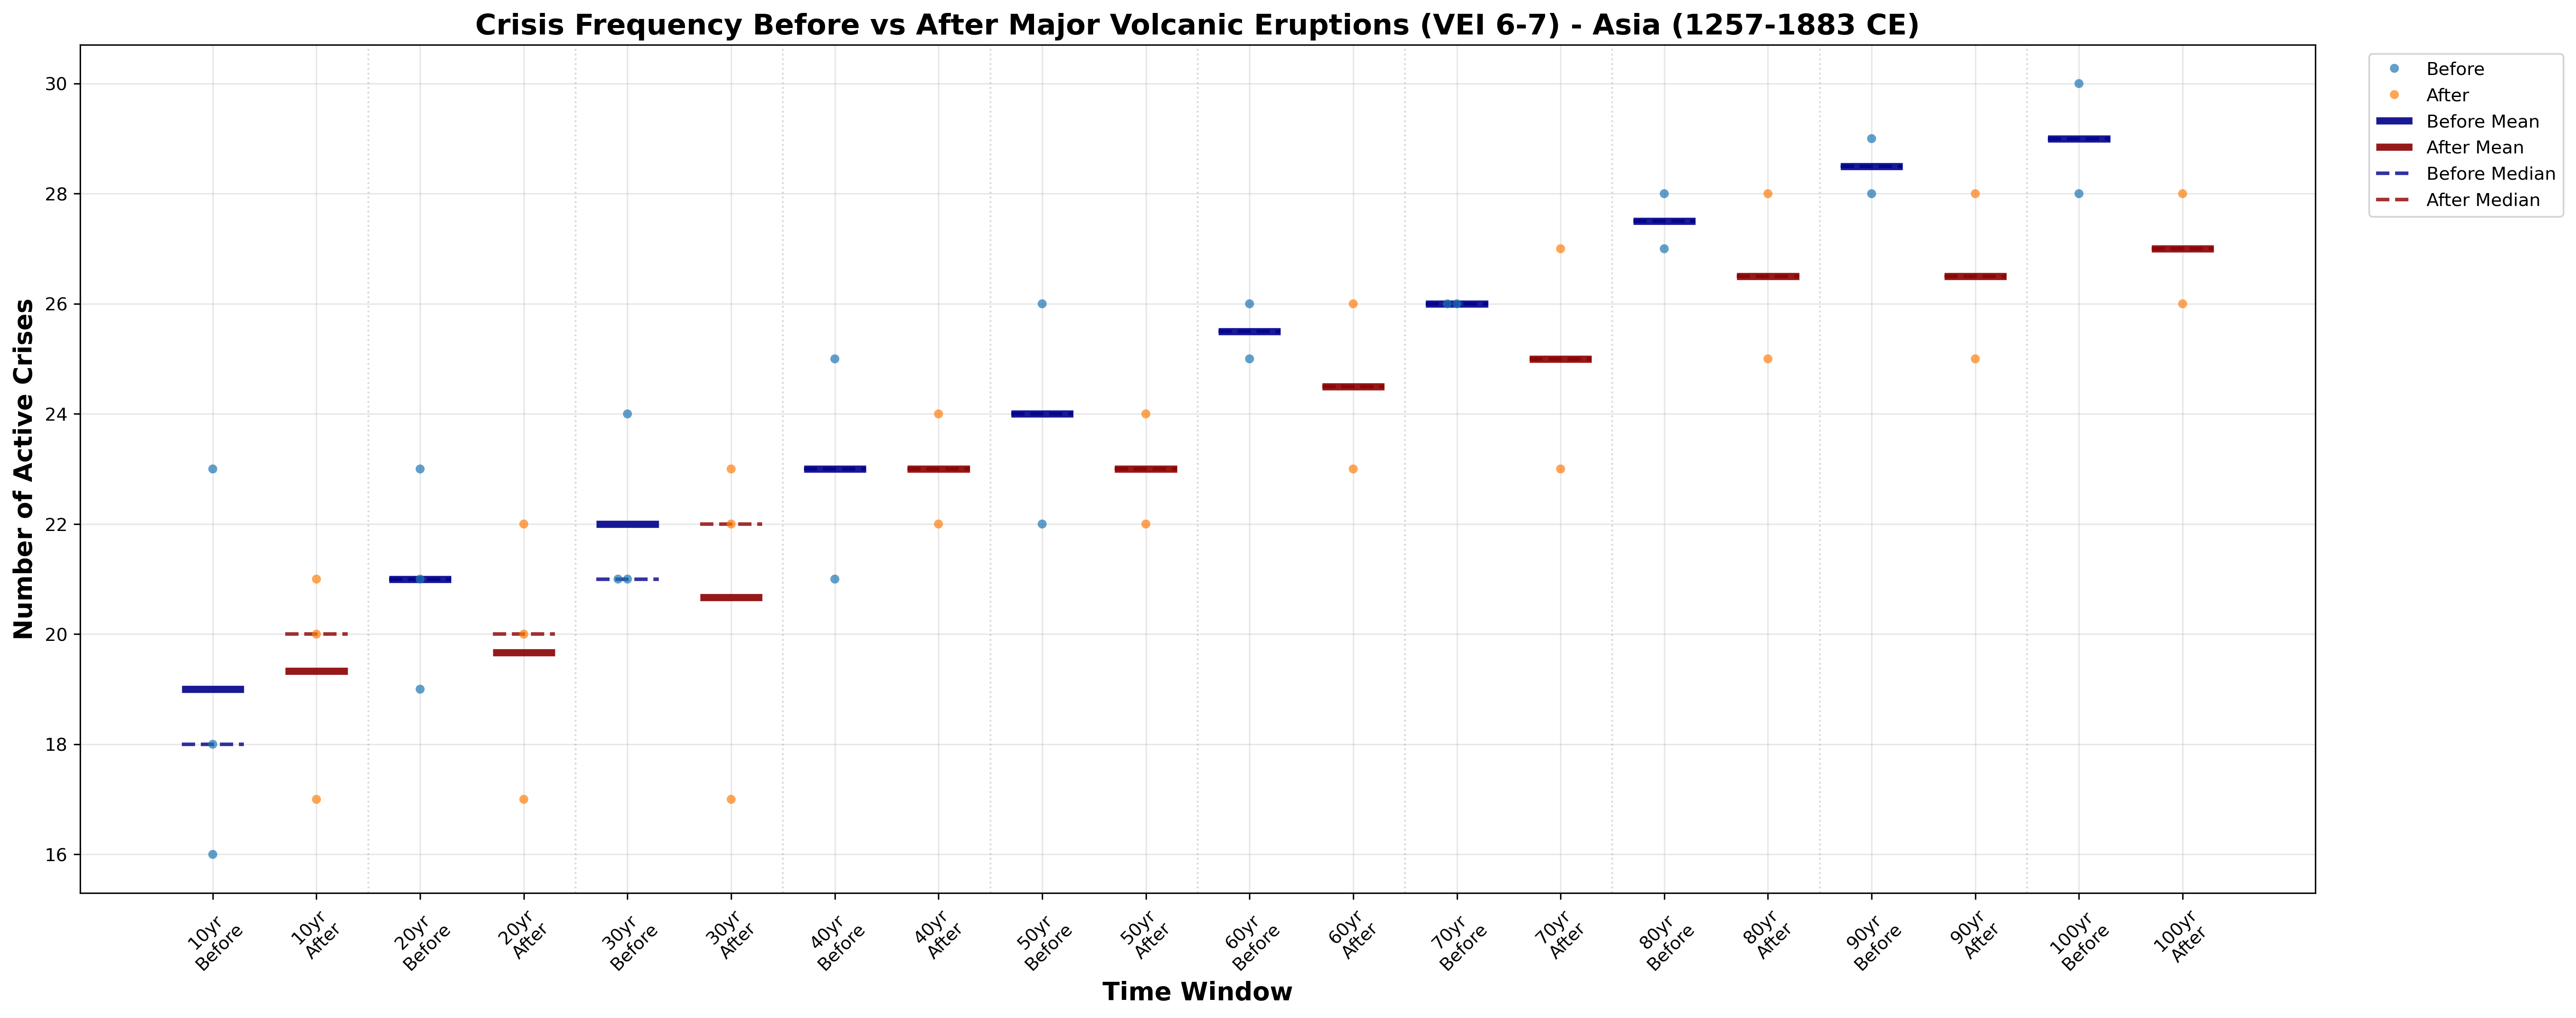 Crisis Frequency Before vs After Major Volcanic Eruptions (VEI 6-7) - Asia (1257-1883 CE)
Before
After
Before Mean
After Mean
Before Median
After Median
Number of Active Crises
30
28
26
24
22
20
18
16
10yr
Before
10yr
After
20yr
Before
20yr
After
30yr
Before
30yr
After
40yr
Before
40yr
After
50yr
Before
50yr
After
60yr
Before
60yr
After
70yr
Before
70yr
After
80yr
Before
80yr
After
90yr
Before
90yr
After
100yr
Before
100yr
After
Time Window